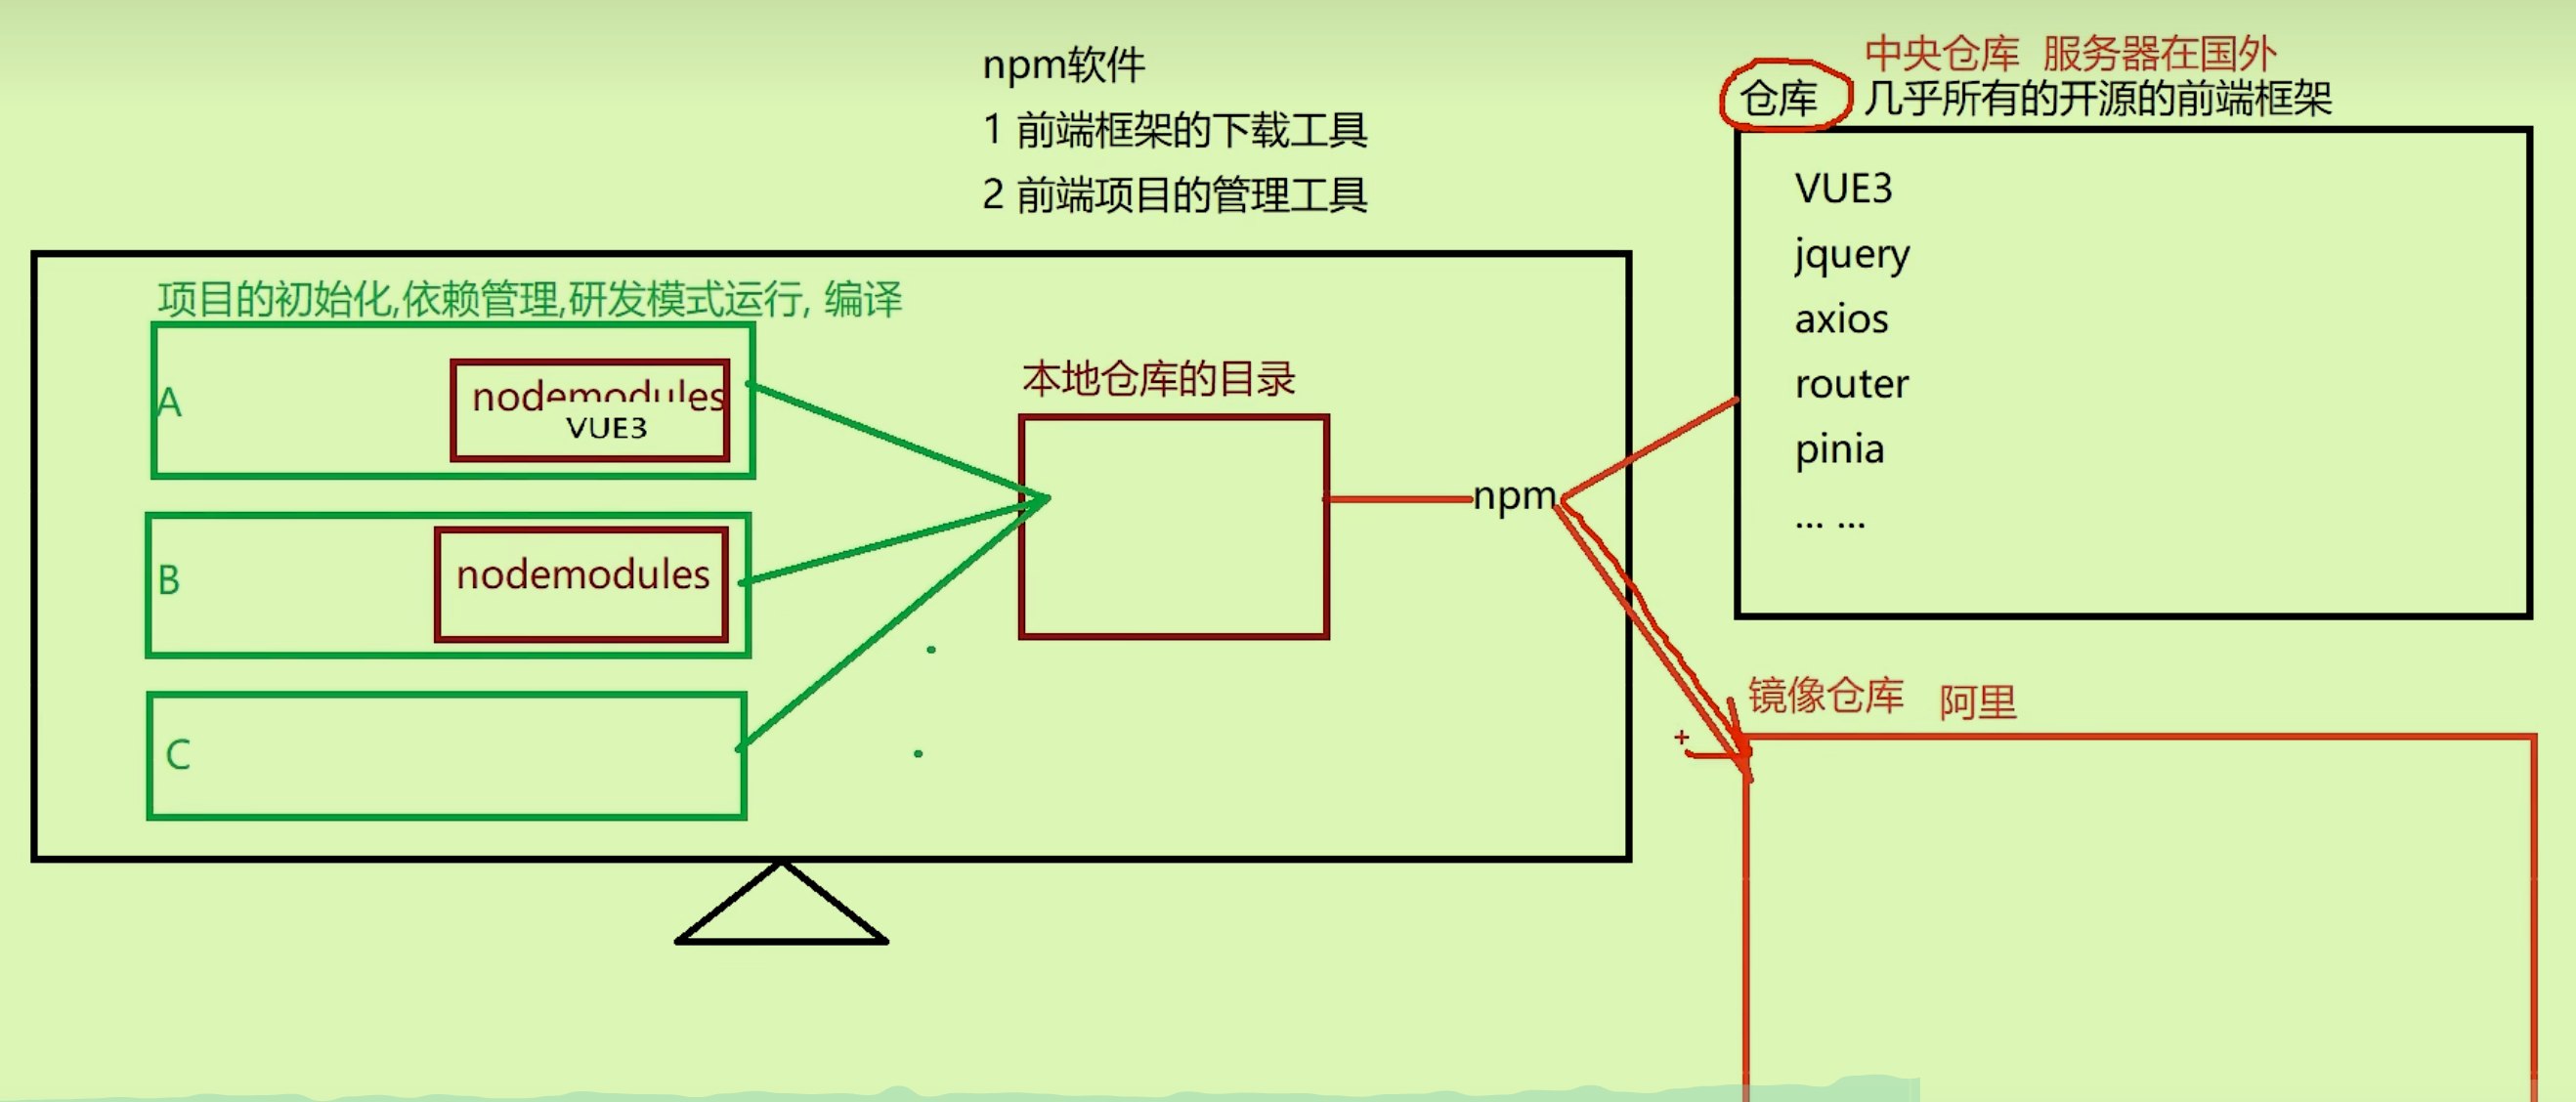 npm软件
1 前端框架的下载工具
2 前端项目的管理工具
中央仓库 服务器在国外
仓库 几乎所有的开源的前端框架
VUE3
jquery
axios
router
pinia
... ...
项目的初始化,依赖管理,研发模式运行, 编译
A
nodemodules
VUE3
B
nodemodules
C
本地仓库的目录
npm
镜像仓库 阿里